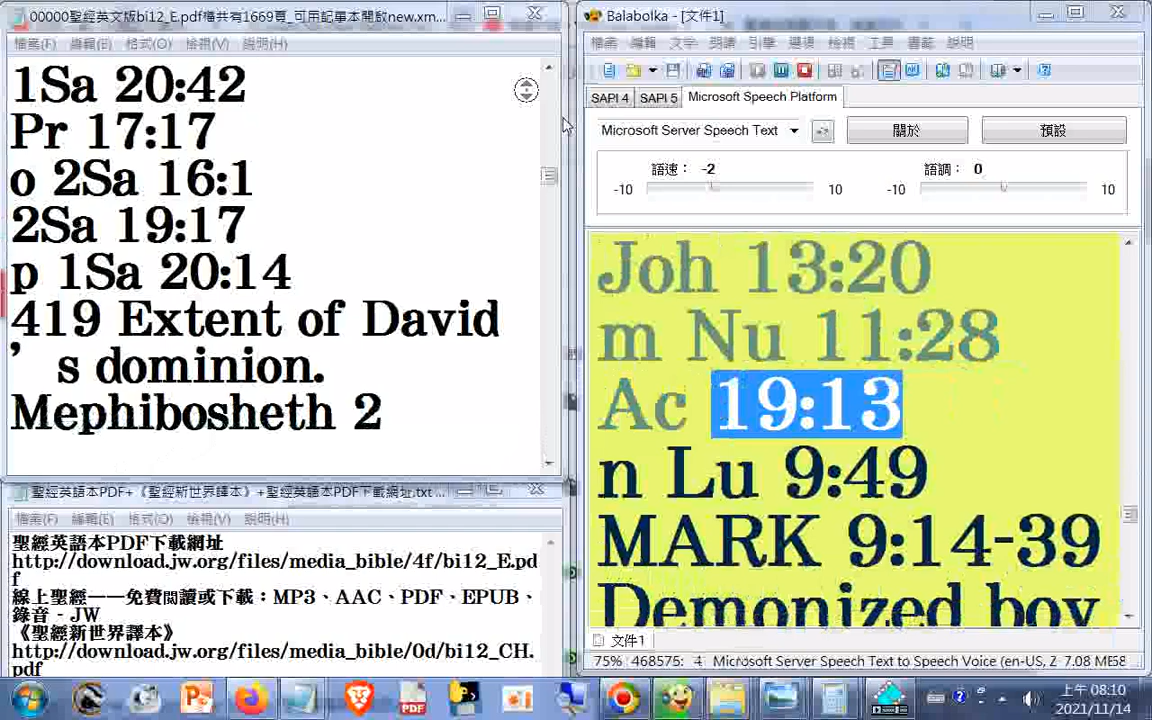 00000聖經英文版bi12_E.pdf檔共有1669頁_可用記事本開啟new.xm...
檔案(F) 編輯(E) 格式(O) 檢視(V) 說明(H)
1Sa 20:42
Pr 17:17
o 2Sa 16:1
2Sa 19:17
p 1Sa 20:14
419 Extent of David
’s dominion.
Mephibosheth 2
聖經英語本PDF+《聖經新世界譯本》+聖經英語本PDF下載網址.txt ...
檔案(F) 編輯(E) 格式(O) 檢視(V) 說明(H)
聖經英語本PDF下載網址
http://download.jw.org/files/media_bible/4f/bi12_E.pd
f
線上聖經——免費閱讀或下載：MP3、AAC、PDF、EPUB、
錄音 - JW
《聖經新世界譯本》
http://download.jw.org/files/media_bible/0d/bi12_CH.
pdf
Balabolka - [文件1]
檔案 編輯 文字 朗讀 引擎 選項 檢視 工具 書籤 說明
SAPI 4 SAPI 5 Microsoft Speech Platform
Microsoft Server Speech Text 關於 預設
語速： -2 語調： 0
-10 10 -10 10
Joh 13:20
m Nu 11:28
Ac 19:13
n Lu 9:49
MARK 9:14-39
Demonized boy
文件1
75% 468575: 4 Microsoft Server Speech Text to Speech Voice (en-US, Z 7.08 ME58
PDF
上午 08:10
2021/11/14